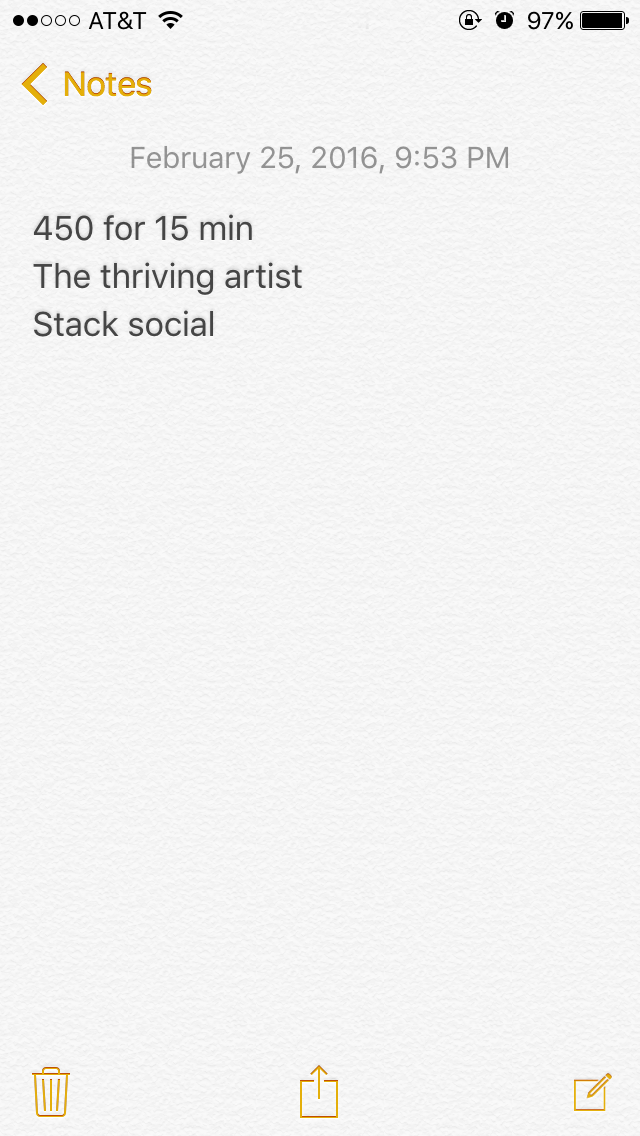 AT&T 97%
Notes
February 25, 2016, 9:53 PM
450 for 15 min
The thriving artist
Stack social